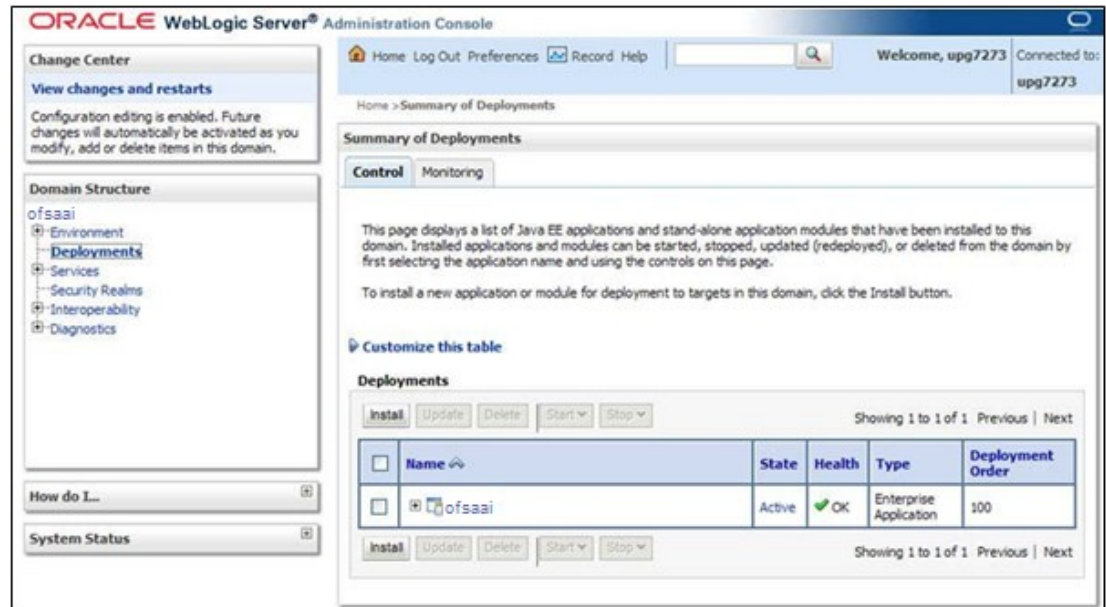 ORACLE WebLogic Server® Administration Console
Change Center
View changes and restarts
Configuration editing is enabled. Future
changes will automatically be activated as you
modify, add or delete items in this domain.
Domain Structure
ofsaai
Environment
Deployments
Services
Security Realms
Interoperability
Diagnostics
How do I...
System Status
Home Log Out Preferences Record Help
Welcome, upg7273
Connected to:
upg7273
Home >Summary of Deployments
Summary of Deployments
Control Monitoring
This page displays a list of Java EE applications and stand-alone application modules that have been installed to this
domain. Installed applications and modules can be started, stopped, updated (redeployed), or deleted from the domain by
first selecting the application name and using the controls on this page.
To install a new application or module for deployment to targets in this domain, click the Install button.
Customize this table
Deployments
Install Update Delete Start Stop
Showing 1 to 1 of 1 Previous | Next
Name State Health Type Deployment
Order
ofsaai Active OK Enterprise
Application 100
Install Update Delete Start Stop
Showing 1 to 1 of 1 Previous | Next